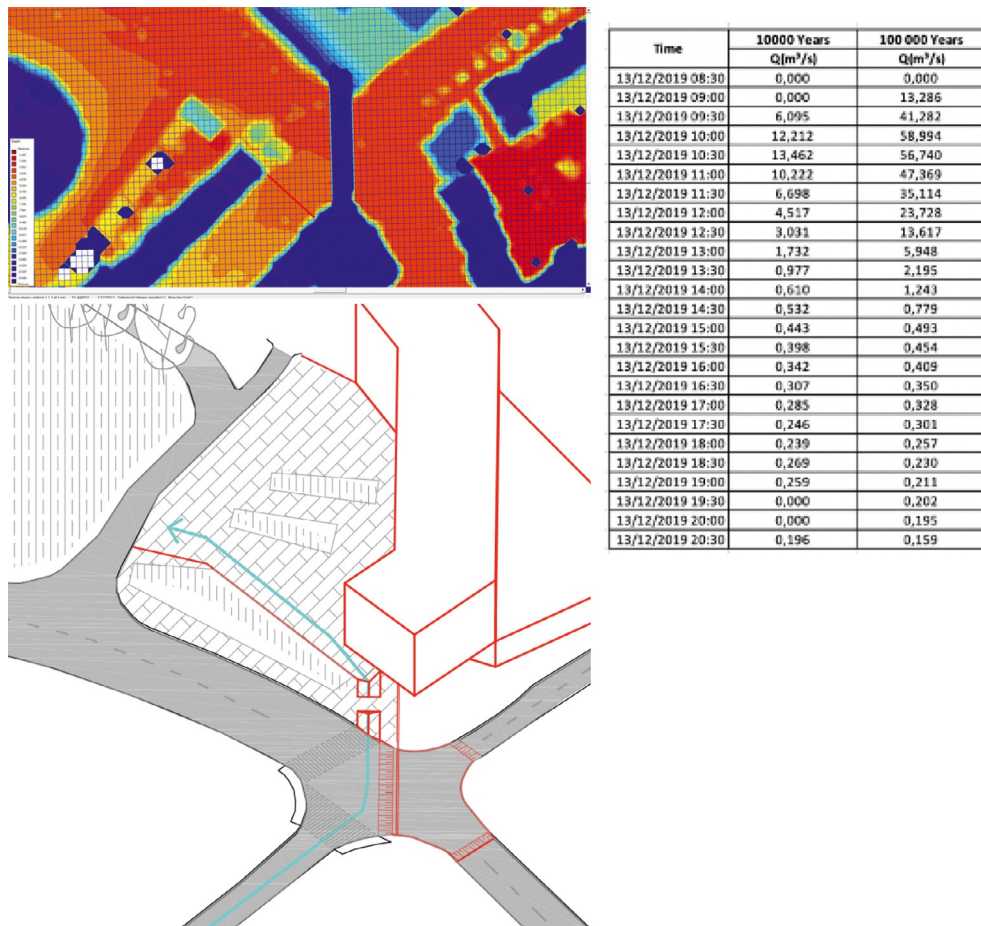 Time 10000 Years 100 000 Years
Q(m³/s) Q(m³/s)
13/12/2019 08:30 0,000 0,000
13/12/2019 09:00 0,000 13,286
13/12/2019 09:30 6,095 41,282
13/12/2019 10:00 12,212 58,994
13/12/2019 10:30 13,462 56,740
13/12/2019 11:00 10,222 47,369
13/12/2019 11:30 6,698 35,114
13/12/2019 12:00 4,517 23,728
13/12/2019 12:30 3,031 13,617
13/12/2019 13:00 1,732 5,948
13/12/2019 13:30 0,977 2,195
13/12/2019 14:00 0,610 1,243
13/12/2019 14:30 0,532 0,779
13/12/2019 15:00 0,443 0,493
13/12/2019 15:30 0,398 0,454
13/12/2019 16:00 0,342 0,409
13/12/2019 16:30 0,307 0,350
13/12/2019 17:00 0,285 0,328
13/12/2019 17:30 0,246 0,301
13/12/2019 18:00 0,239 0,257
13/12/2019 18:30 0,269 0,230
13/12/2019 19:00 0,259 0,211
13/12/2019 19:30 0,000 0,202
13/12/2019 20:00 0,000 0,195
13/12/2019 20:30 0,196 0,159